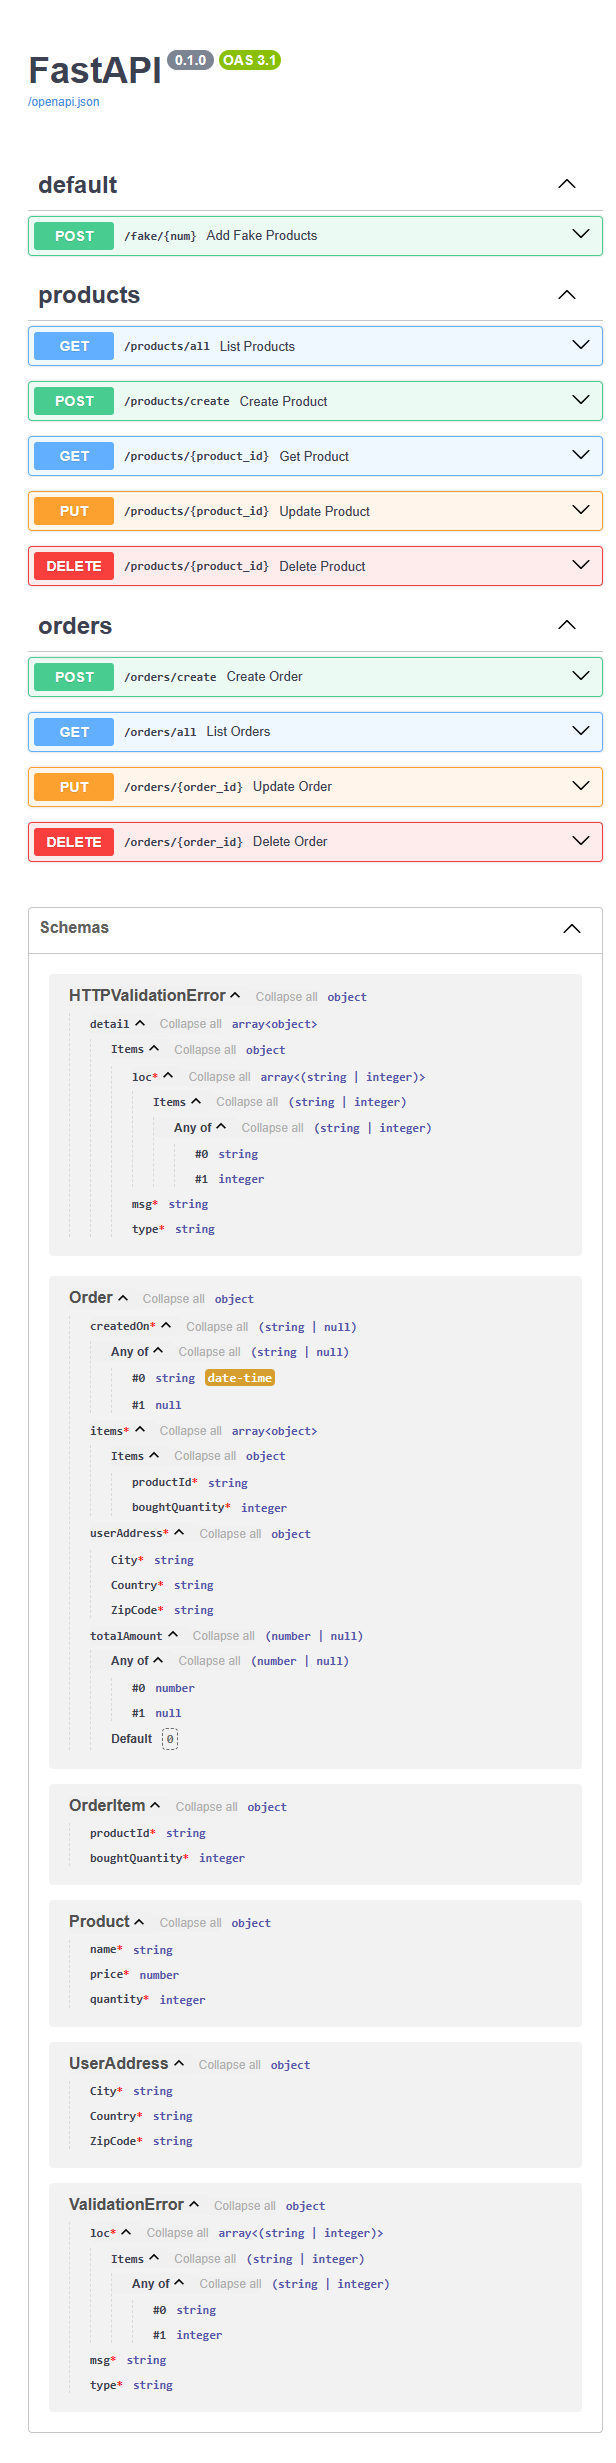 FastAPI 0.1.0 OAS 3.1
/openapi.json
default
POST /fake/{num} Add Fake Products
products
GET /products/all List Products
POST /products/create Create Product
GET /products/{product_id} Get Product
PUT /products/{product_id} Update Product
DELETE /products/{product_id} Delete Product
orders
POST /orders/create Create Order
GET /orders/all List Orders
PUT /orders/{order_id} Update Order
DELETE /orders/{order_id} Delete Order
Schemas
HTTPValidationError Collapse all object
detail Collapse all array<object>
Items Collapse all object
loc* Collapse all array<(string | integer)>
Items Collapse all (string | integer)
Any of Collapse all (string | integer)
#0 string
#1 integer
msg* string
type* string
Order Collapse all object
createdOn* Collapse all (string | null)
Any of Collapse all (string | null)
#0 string date-time
#1 null
items* Collapse all array<object>
Items Collapse all object
productId* string
boughtQuantity* integer
userAddress* Collapse all object
City* string
Country* string
ZipCode* string
totalAmount Collapse all (number | null)
Any of Collapse all (number | null)
#0 number
#1 null
Default 0
OrderItem Collapse all object
productId* string
boughtQuantity* integer
Product Collapse all object
name* string
price* number
quantity* integer
UserAddress Collapse all object
City* string
Country* string
ZipCode* string
ValidationError Collapse all object
loc* Collapse all array<(string | integer)>
Items Collapse all (string | integer)
Any of Collapse all (string | integer)
#0 string
#1 integer
msg* string
type* string